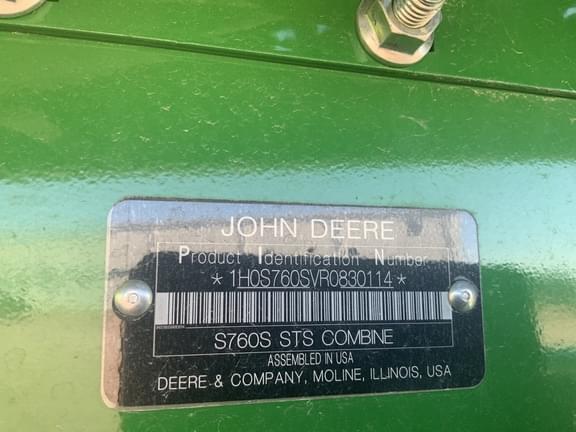 JOHN DEERE
Product Identification Number
*1H0S760SVR0830114*
S760S STS COMBINE
ASSEMBLED IN USA
DEERE & COMPANY, MOLINE, ILLINOIS, USA